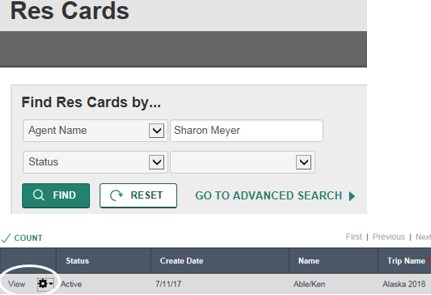 Res Cards
Find Res Cards by...
Agent Name Sharon Meyer
Status
FIND RESET GO TO ADVANCED SEARCH
COUNT First | Previous | Next
Status Create Date Name Trip Name
View Active 7/11/17 Able/Ken Alaska 2018